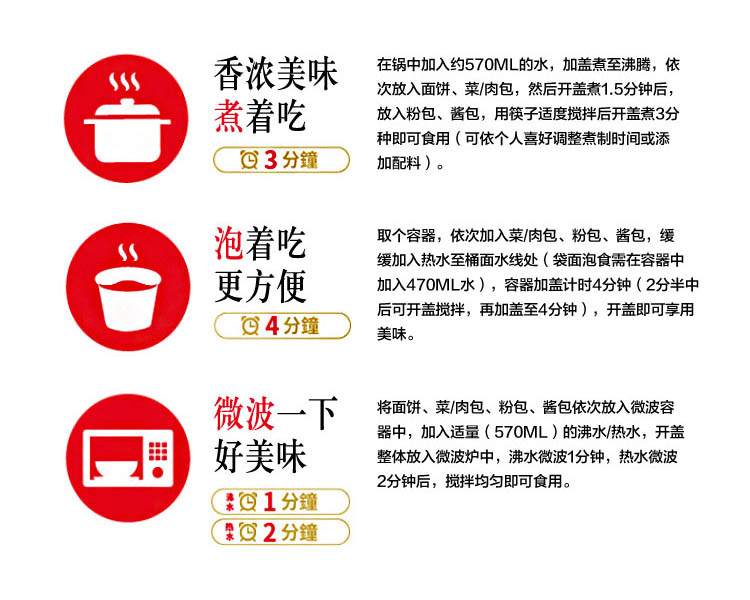 香浓美味
煮着吃
3分鐘
在锅中加入约570ML的水，加盖煮至沸腾，依
次放入面饼、菜/肉包，然后开盖煮1.5分钟后，
放入粉包、酱包，用筷子适度搅拌后开盖煮3分
种即可食用（可依个人喜好调整煮制时间或添
加配料）。
泡着吃
更方便
4分鐘
取个容器，依次加入菜/肉包、粉包、酱包，缓
缓加入热水至桶面水线处（袋面泡食需在容器中
加入470ML水），容器加盖计时4分钟（2分半中
后可开盖搅拌，再加盖至4分钟），开盖即可享用
美味。
微波一下
好美味
沸水 1分鐘
热水 2分鐘
将面饼、菜/肉包、粉包、酱包依次放入微波容
器中，加入适量（570ML）的沸水/热水，开盖
整体放入微波炉中，沸水微波1分钟，热水微波
2分钟后，搅拌均匀即可食用。